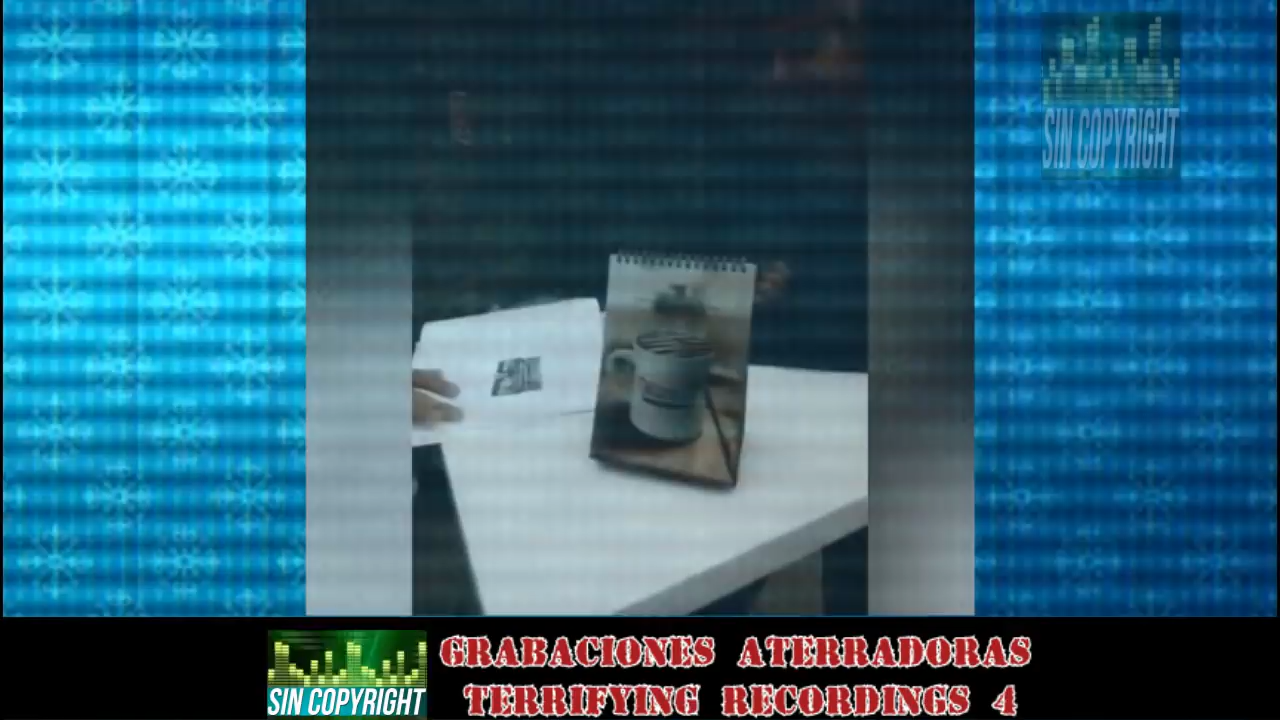 SIN COPYRIGHT
SIN COPYRIGHT
GRABACIONES ATERRADORAS
TERRIFYING RECORDINGS 4